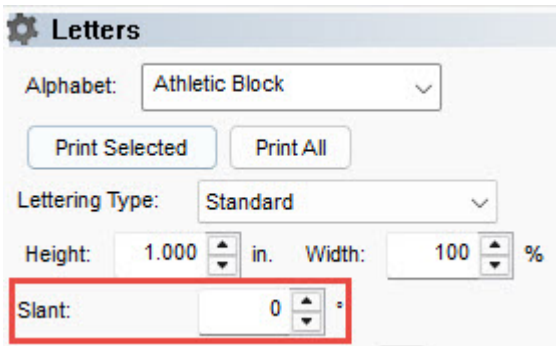 Letters
Alphabet: Athletic Block
Print Selected Print All
Lettering Type: Standard
Height: 1.000 in. Width: 100 %
Slant: 0 °